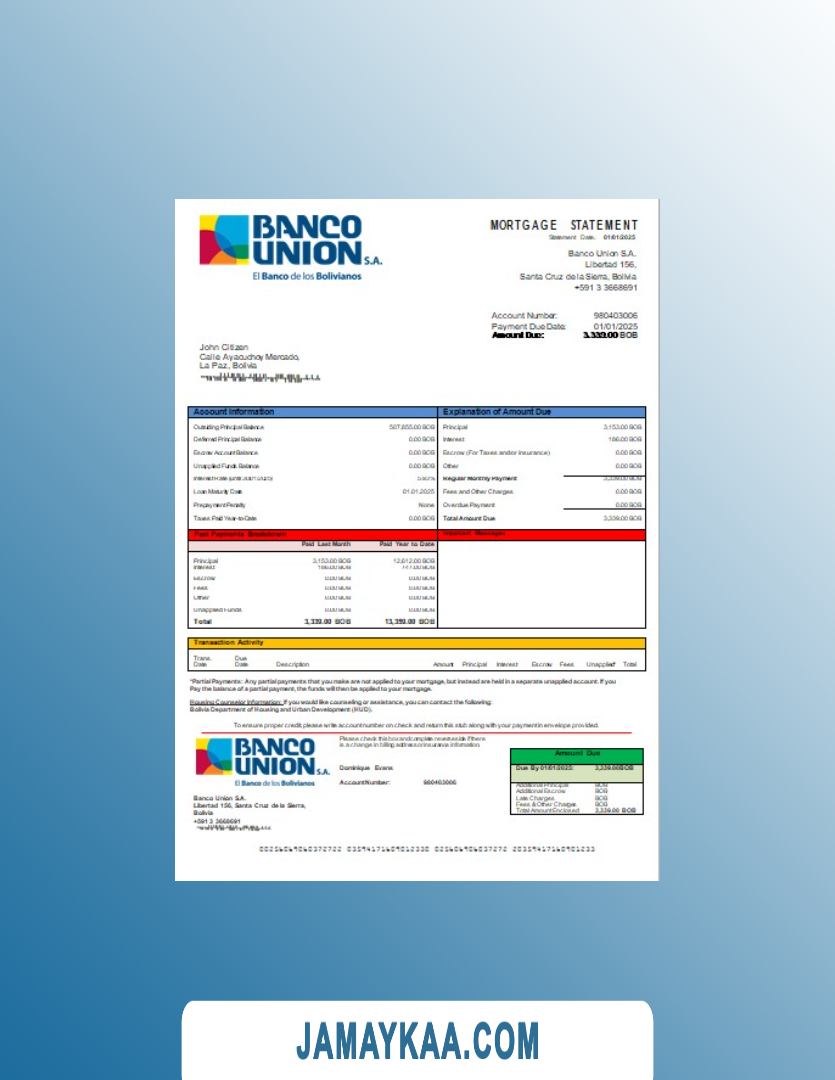 BANCO
UNION S.A.
El Banco de los Bolivianos
MORTGAGE STATEMENT
Statement Date: 01/01/2025
Banco Union S.A.
Libertad 156,
Santa Cruz de la Sierra, Bolivia
+591 3 3668691
Account Number: 980403006
Payment Due Date: 01/01/2025
Amount Due: 3,339.00 BOB
John Citizen
Calle Ayacuchoy Mercado,
La Paz, Bolivia
Account Information
Outstding Principal Balance 507,855.00 BOB
Deferred Principal Balance 0.00 BOB
Escrow Account Balance 0.00 BOB
Unapplied Funds Balance 0.00 BOB
Interest Rate
Loan Maturity Date 01.01.2025
Prepayment Penalty None
Taxes Paid Year-to-Date 0.00 BOB
Explanation of Amount Due
Principal 3,153.00 BOB
Interest 186.00 BOB
Escrow (For Taxes and/or Insurance) 0.00 BOB
Other 0.00 BOB
Regular Monthly Payment 3,339.00 BOB
Fees and Other Charges 0.00 BOB
Overdue Payment 0.00 BOB
Total Amount Due 3,339.00 BOB
Past Payments Breakdown
Paid Last Month Paid Year to Date
Principal 3,153.00 BOB 12,612.00 BOB
Interest 186.00 BOB 747.00 BOB
Escrow 0.00 BOB 0.00 BOB
Fees 0.00 BOB 0.00 BOB
Other 0.00 BOB 0.00 BOB
Unapplied Funds 0.00 BOB 0.00 BOB
Total 3,339.00 BOB 13,359.00 BOB
Important Messages
Transaction Activity
Trans. Date Due Date Description Amount Principal Interest Escrow Fees Unapplied* Total
*Partial Payments: Any partial payments that you make are not applied to your mortgage, but instead are held in a separate unapplied account. If you
Pay the balance of a partial payment, the funds will then be applied to your mortgage.
Housing Counselor Information: If you would like counseling or assistance, you can contact the following:
Bolivia Department of Housing and Urban Development (HUD).
To ensure proper credit please write account number on check and return this stub along with your payment in envelope provided.
BANCO
UNION S.A.
El Banco de los Bolivianos
Please check this box and complete reverse side if there
is a change in billing address or insurance information
Dominique Evans
Account Number: 980403006
Amount Due
Due By 01/01/2025: 3,339.00 BOB
Additional Principal BOB
Additional Escrow BOB
Late Charges BOB
Fees & Other Charges BOB
Total Amount Enclosed 3,339.00 BOB
Banco Union S.A.
Libertad 156, Santa Cruz de la Sierra,
Bolivia
+591 3 3668691
JAMAYKAA.COM